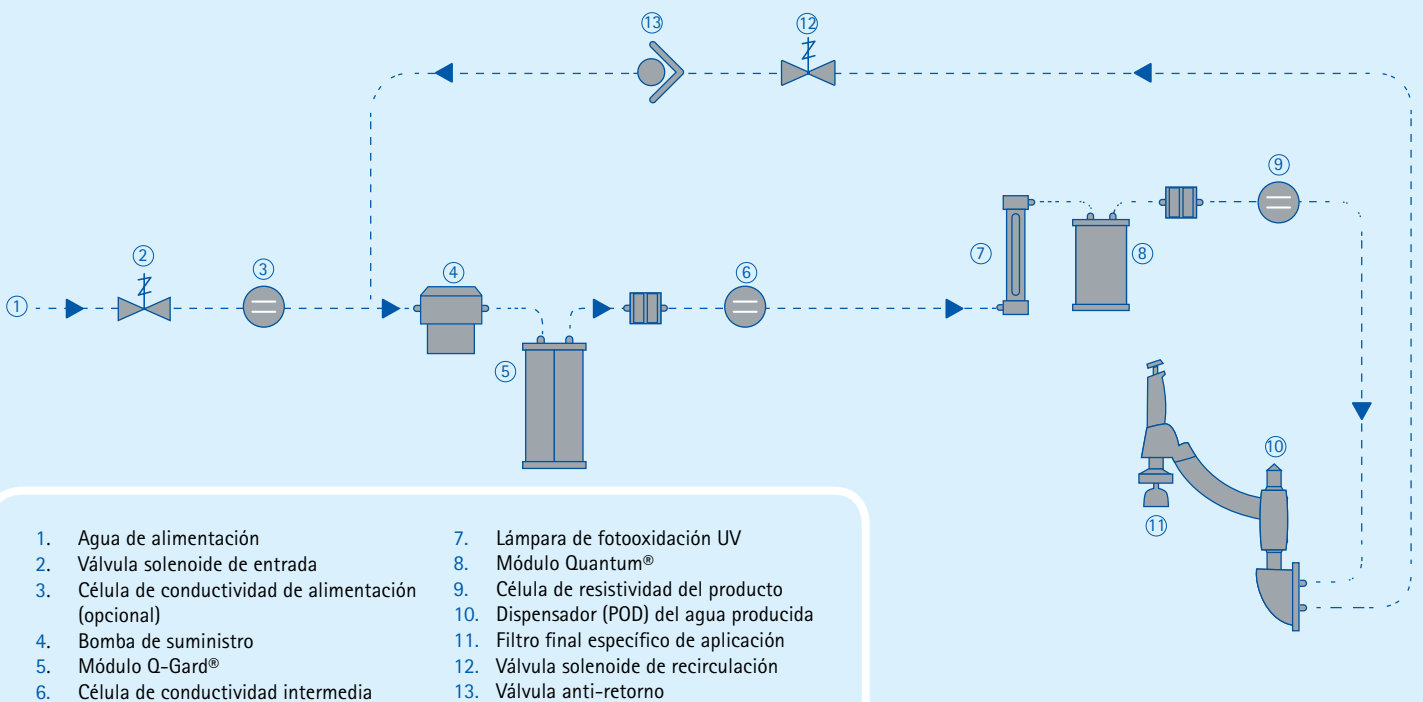 13
12
9
2
3
4
6
7
8
1
5
10
11
1. Agua de alimentación
2. Válvula solenoide de entrada
3. Célula de conductividad de alimentación
(opcional)
4. Bomba de suministro
5. Módulo Q-Gard®
6. Célula de conductividad intermedia
7. Lámpara de fotooxidación UV
8. Módulo Quantum®
9. Célula de resistividad del producto
10. Dispensador (POD) del agua producida
11. Filtro final específico de aplicación
12. Válvula solenoide de recirculación
13. Válvula anti-retorno